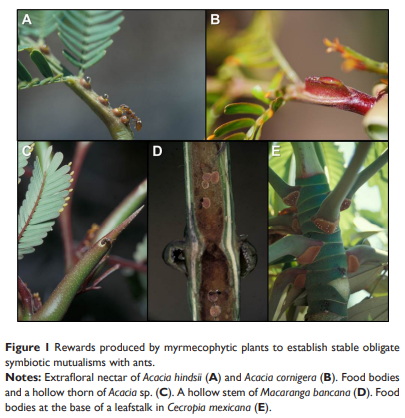 A
B
C
D
E
Figure 1 Rewards produced by myrmecophytic plants to establish stable obligate
symbiotic mutualisms with ants.
Notes: Extrafloral nectar of Acacia hindsii (A) and Acacia cornigera (B). Food bodies
and a hollow thorn of Acacia sp. (C). A hollow stem of Macaranga bancana (D). Food
bodies at the base of a leafstalk in Cecropia mexicana (E).